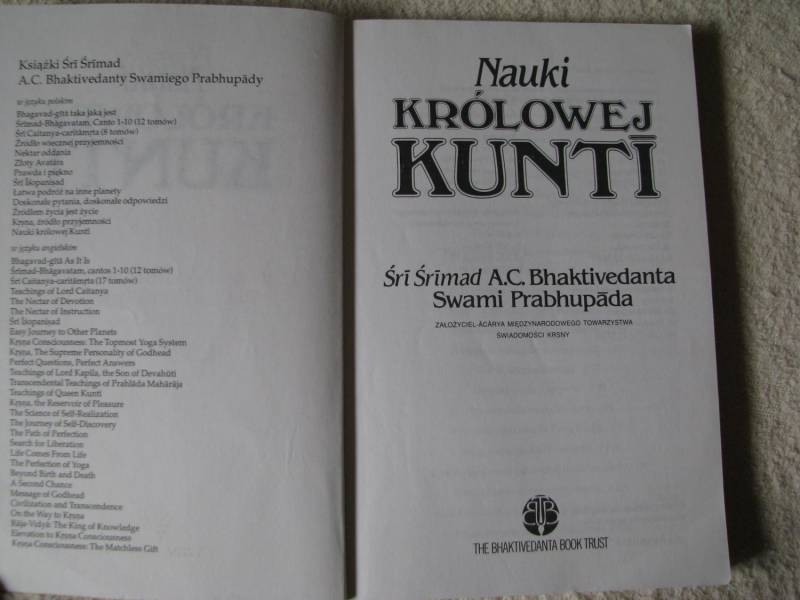 Książki Śrī Śrīmad
A.C. Bhaktivedanty Swamiego Prabhupādy
w języku polskim
Bhagavad-gītā taka jaką jest
Śrīmad-Bhāgavatam, Canto 1-10 (12 tomów)
Śrī Caitanya-caritāmṛta (8 tomów)
Źródło wiecznej przyjemności
Nektar oddania
Złoty Avatāra
Prawda i piękno
Śrī Īśopaniṣad
Łatwa podróż na inne planety
Doskonałe pytania, doskonałe odpowiedzi
Źródłem życia jest życie
Kṛṣṇa, źródło przyjemności
Nauki królowej Kuntī
w języku angielskim
Bhagavad-gītā As It Is
Śrīmad-Bhāgavatam, cantos 1-10 (12 tomów)
Śrī Caitanya-caritāmṛta (17 tomów)
Teachings of Lord Caitanya
The Nectar of Devotion
The Nectar of Instruction
Śrī Īśopaniṣad
Easy Journey to Other Planets
Kṛṣṇa Consciousness: The Topmost Yoga System
Kṛṣṇa, The Supreme Personality of Godhead
Perfect Questions, Perfect Answers
Teachings of Lord Kapila, the Son of Devahūti
Transcendental Teachings of Prahlāda Mahārāja
Teachings of Queen Kuntī
Kṛṣṇa, the Reservoir of Pleasure
The Science of Self-Realization
The Journey of Self-Discovery
The Path of Perfection
Search for Liberation
Life Comes From Life
The Perfection of Yoga
Beyond Birth and Death
A Second Chance
Message of Godhead
Civilization and Transcendence
On the Way to Kṛṣṇa
Rāja-Vidyā: The King of Knowledge
Elevation to Kṛṣṇa Consciousness
Kṛṣṇa Consciousness: The Matchless Gift
Nauki
KRÓLOWEJ
KUNTĪ
Śrī Śrīmad A.C. Bhaktivedanta
Swami Prabhupāda
ZAŁOŻYCIEL-ĀCĀRYA MIĘDZYNARODOWEGO TOWARZYSTWA
ŚWIADOMOŚCI KRSNY
BBT
THE BHAKTIVEDANTA BOOK TRUST